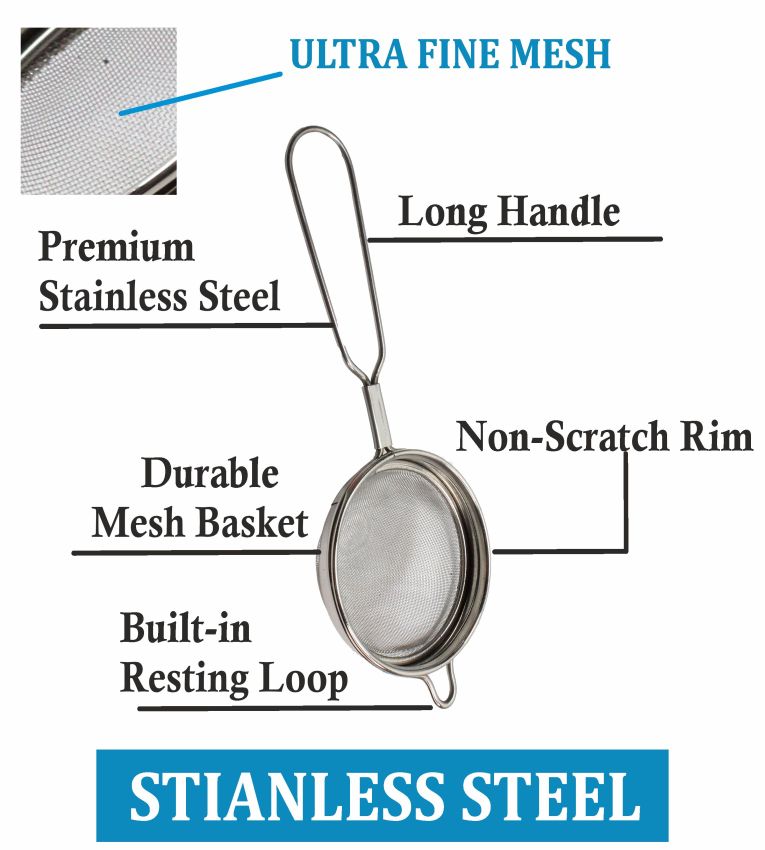 ULTRA FINE MESH
Long Handle
Premium
Stainless Steel
Non-Scratch Rim
Durable
Mesh Basket
Built-in
Resting Loop
STIANLESS STEEL